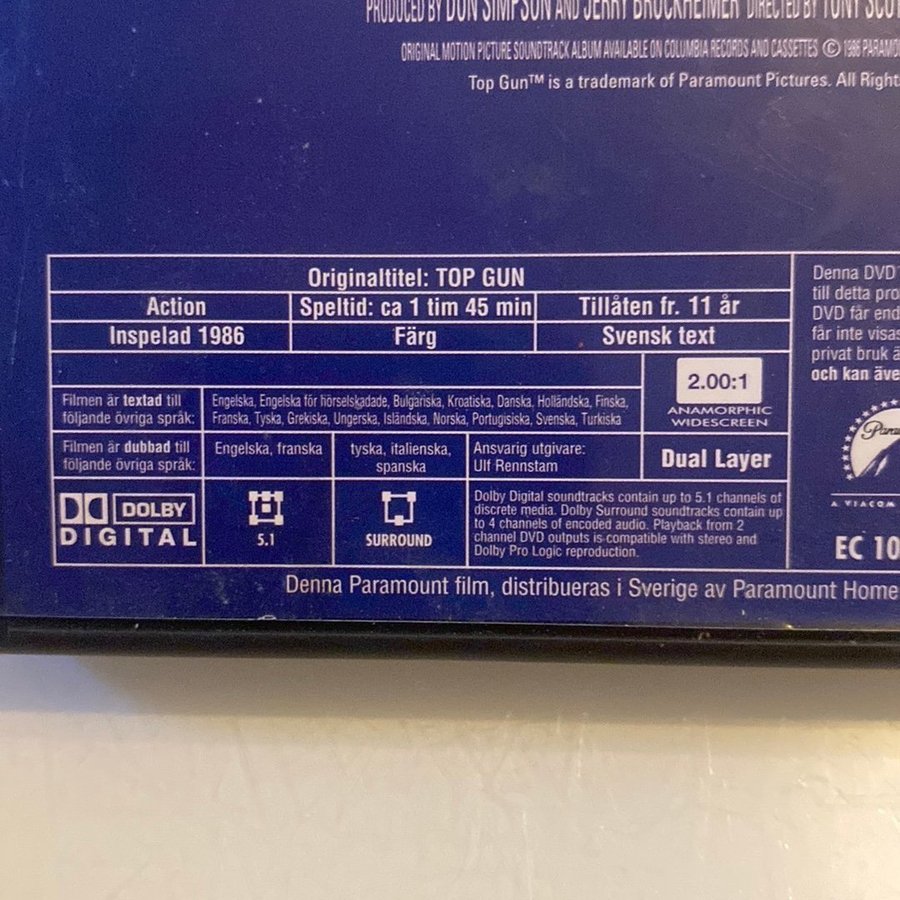 PRODUCED BY DON SIMPSON AND JERRY BRUCKHEIMER DIRECTED BY TONY
ORIGINAL MOTION PICTURE SOUNDTRACK ALBUM AVAILABLE ON COLUMBIA RECORDS AND CASSETTES © 1986
Top Gun™ is a trademark of Paramount Pictures. All
Originaltitel: TOP GUN
Action
Speltid: ca 1 tim 45 min
Tillåten fr. 11 år
Inspelad 1986
Färg
Svensk text
2.00:1
ANAMORPHIC
WIDESCREEN
Filmen är textad till
följande övriga språk:
Engelska, Engelska för hörselskadade, Bulgariska, Kroatiska, Danska, Holländska, Finska,
Franska, Tyska, Grekiska, Ungerska, Isländska, Norska, Portugisiska, Svenska, Turkiska
Filmen är dubbad till
följande övriga språk:
Engelska, franska
tyska, italienska,
spanska
Ansvarig utgivare:
Ulf Rennstam
Dual Layer
DOLBY
DIGITAL
5.1
SURROUND
Dolby Digital soundtracks contain up to 5.1 channels of
discrete media. Dolby Surround soundtracks contain up
to 4 channels of encoded audio. Playback from 2
channel DVD outputs is compatible with stereo and
Dolby Pro Logic reproduction.
Denna DVD
till detta
DVD får
får inte
privat bruk
och kan
A VIACOM
EC 10
Denna Paramount film, distribueras i Sverige av Paramount Home